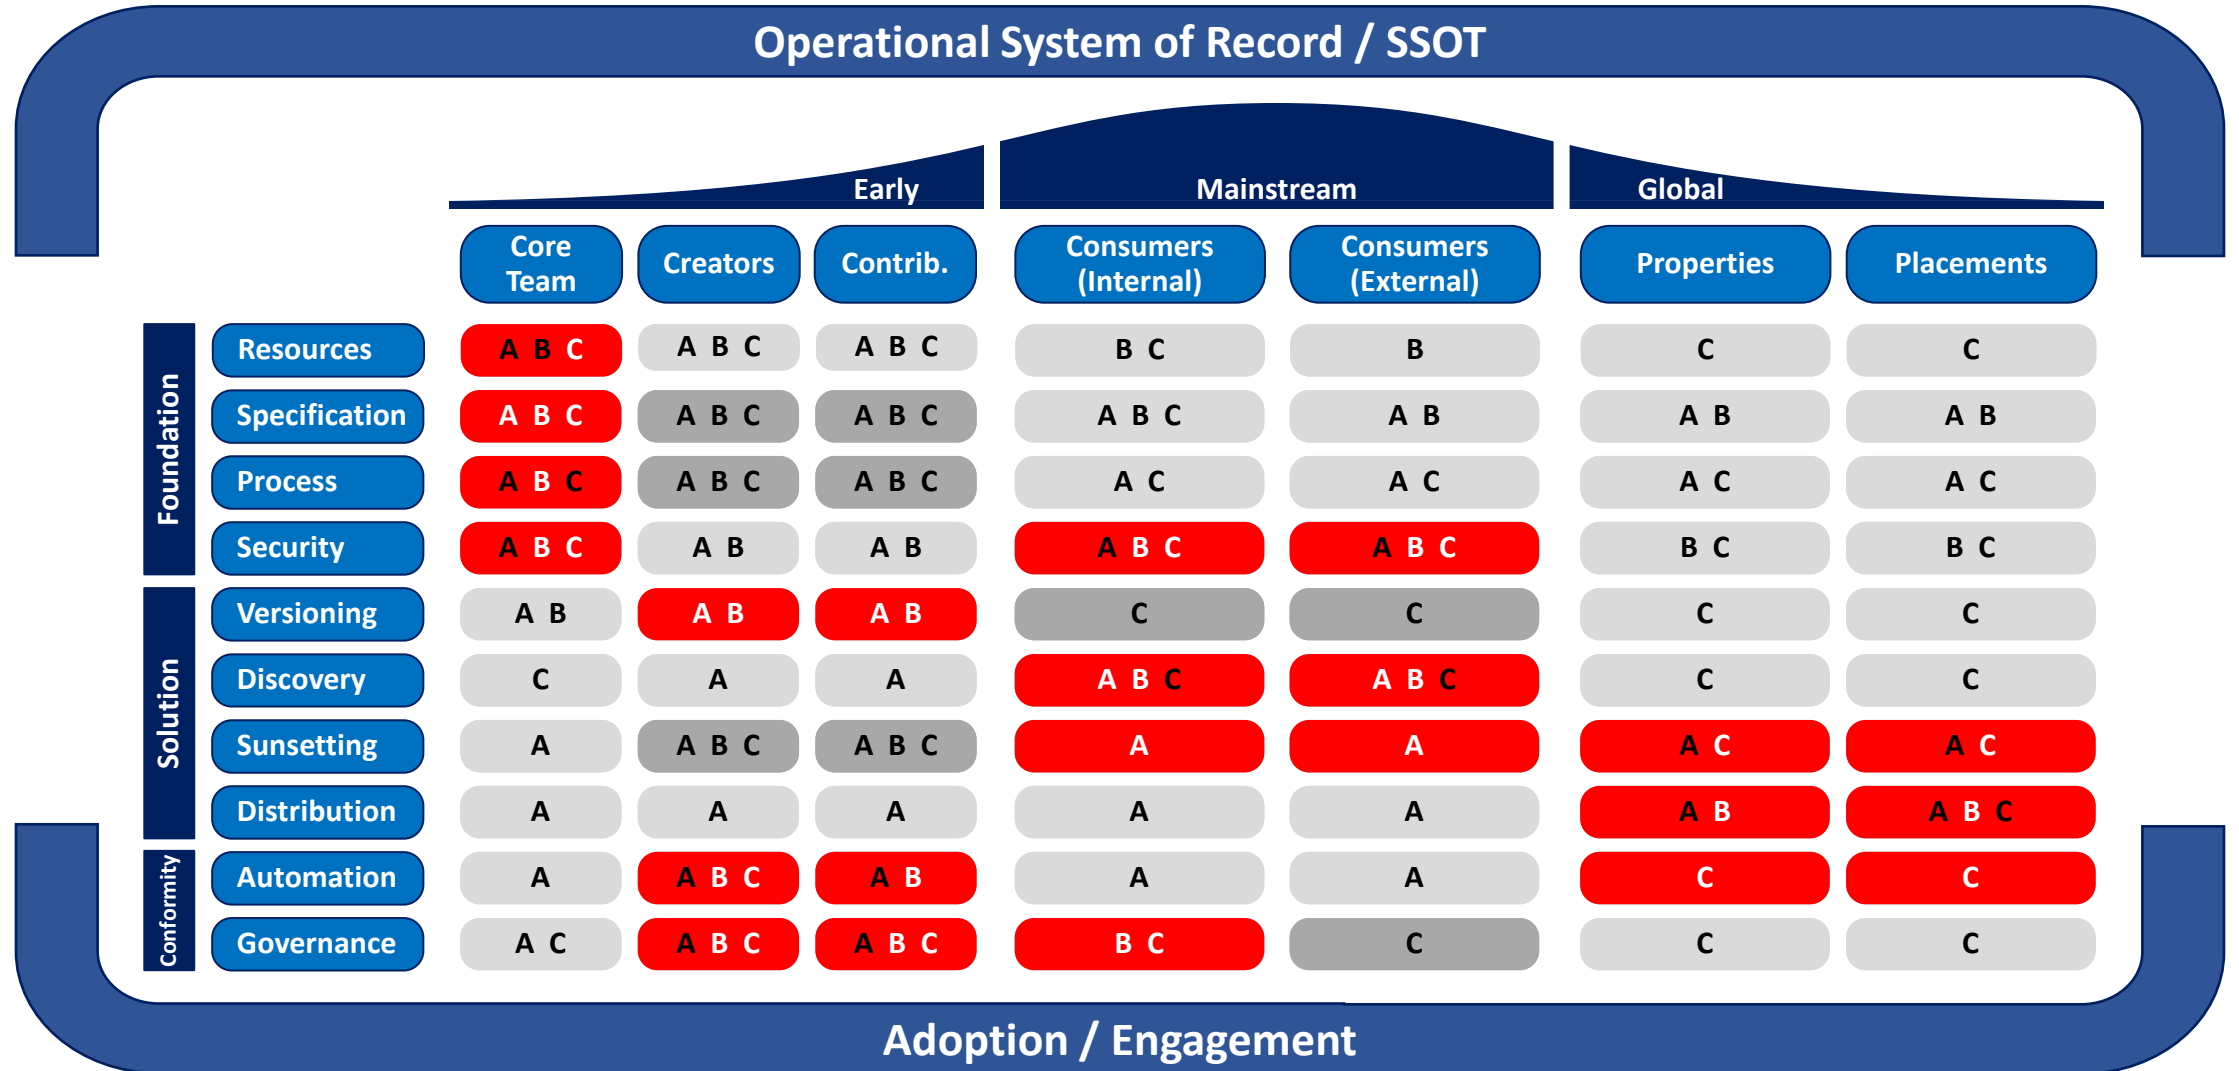 Operational System of Record / SSOT
Early Mainstream Global
Core Team Creators Contrib. Consumers (Internal) Consumers (External) Properties Placements
Foundation
Resources A B C A B C A B C B C B C C
Specification A B C A B C A B C A B C A B A B A B
Process A B C A B C A B C A C A C A C A C
Security A B C A B A B A B C A B C B C B C
Solution
Versioning A B A B A B C C C C
Discovery C A A A B C A B C C C
Sunsetting A A B C A B C A A A C A C
Distribution A A A A A A B A B C
Conformity
Automation A A B C A B A A C C
Governance A C A B C A B C B C C C C
Adoption / Engagement